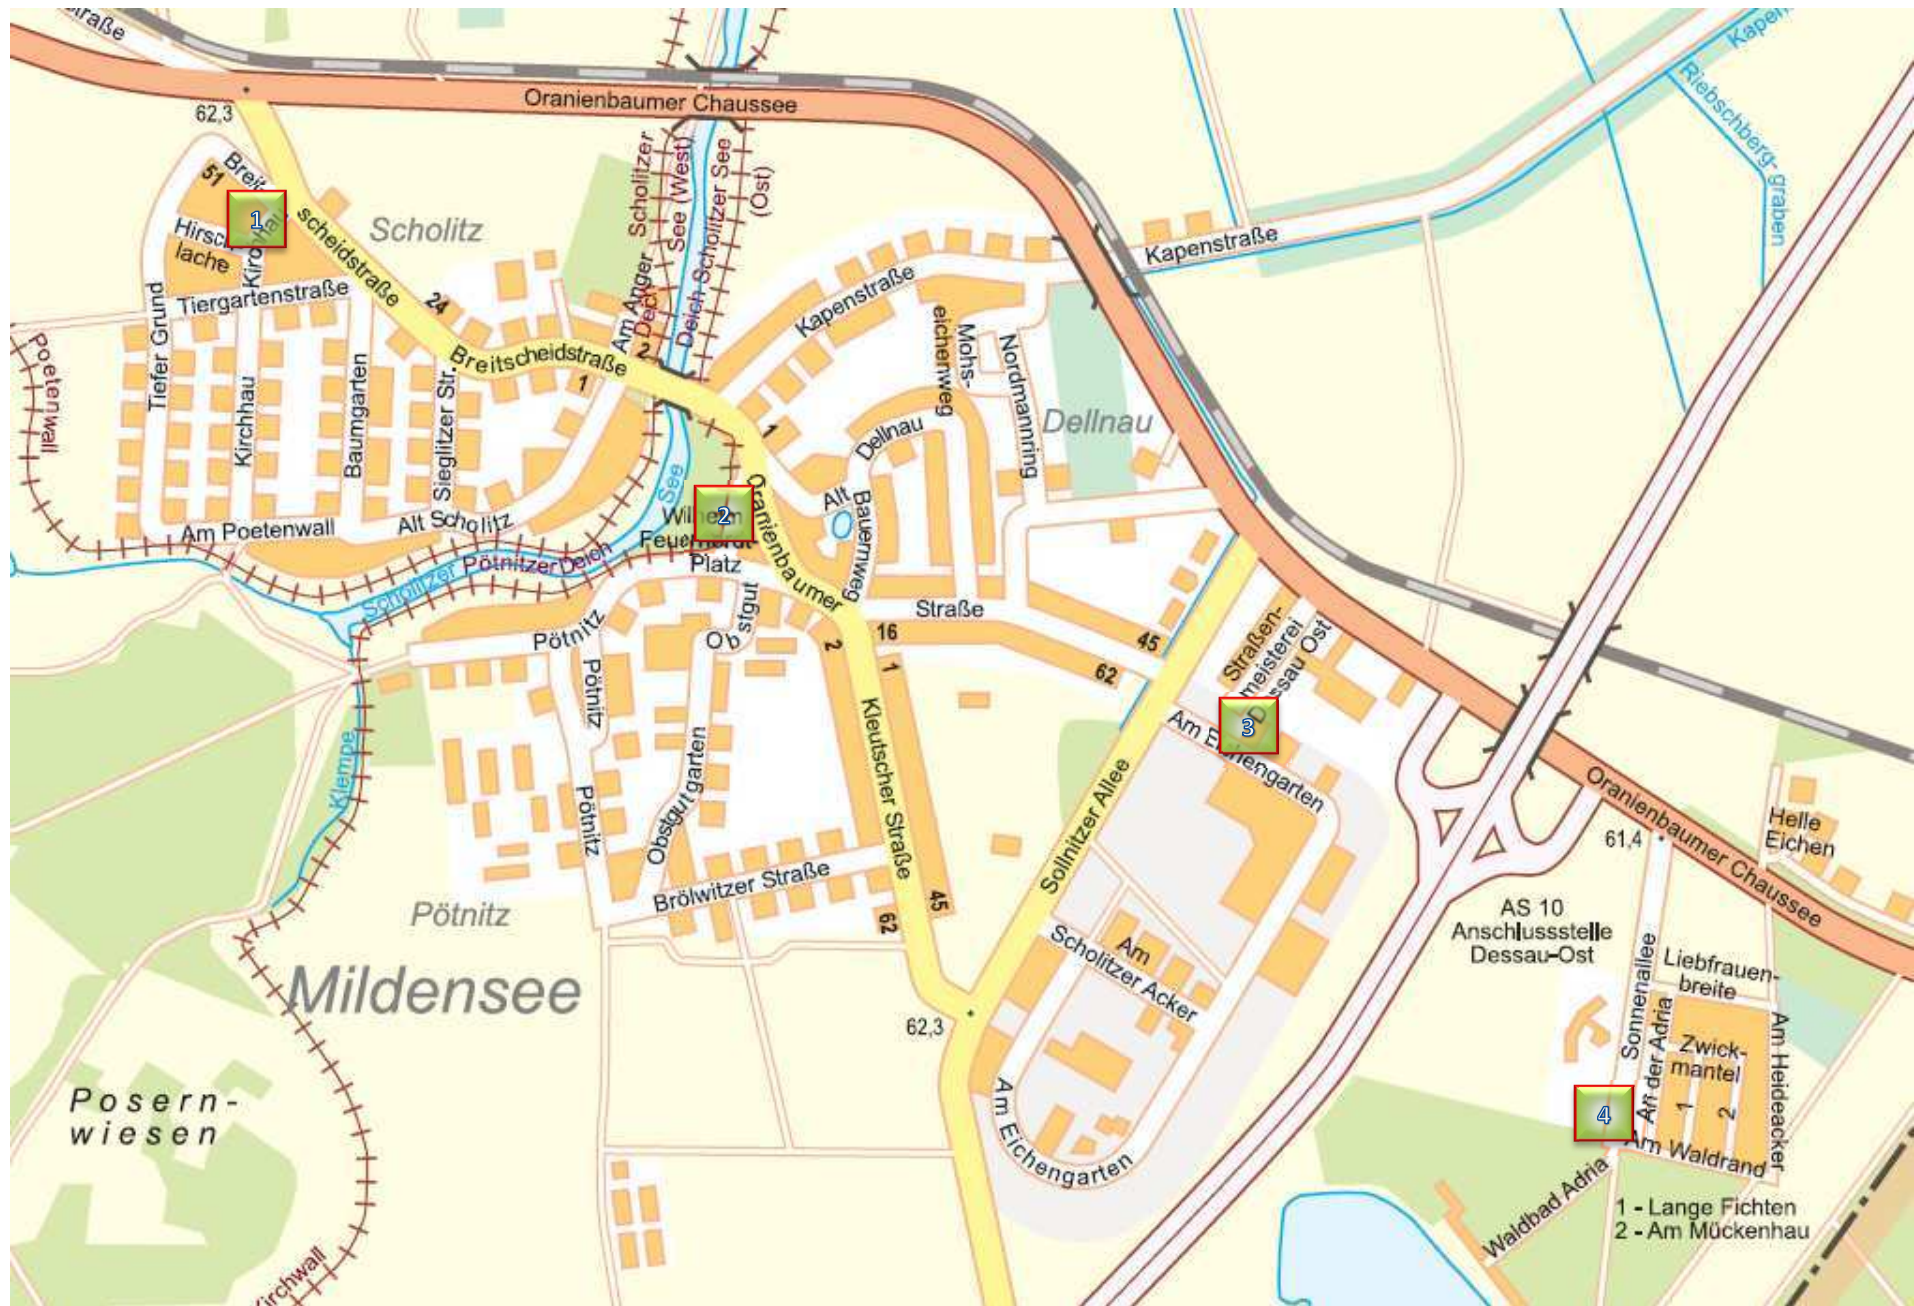 straße
Oranienbaumer Chaussee
Kapen
Riebschberg-
graben
62,3
Breit-
scheidstraße
51
1
Hirsch
lache
Kirchhau
Scholitz
Tiergartenstraße
24
Am Anger
Deich Scholitzer
See (West)
Deich Scholitzer See
(Ost)
Kapenstraße
Kapenstraße
Poetenwall
Tiefer Grund
Kirchhau
Baumgarten
Sieglitzer Str.
Breitscheidstraße
2
1
1
Mohs-
eichenweg
Nordmannring
Dellnau
Dellnau
Alt
Bauernweg
See
2
Wilhelm
Feuerherdt
Platz
Oranienbaumer
Straße
Am Poetenwall
Alt Scholitz
Scholitzer
Pötnitzer Deich
Obstgut
Pötnitz
Pötnitz
Pötnitz
2
16
1
45
62
Straßen-
meisterei
Dessau Ost
3
Am Eichengarten
Klempe
Obstgutgarten
Kleutscher Straße
Sollnitzer Allee
Oranienbaumer Chaussee
Helle
Eichen
61,4
Brölwitzer Straße
45
62
Pötnitz
Mildensee
Am
Scholitzer Acker
AS 10
Anschlussstelle
Dessau-Ost
Sonnenallee
Liebfrauen-
breite
An der Adria
Zwick-
mantel
1
2
Am Heideacker
62,3
Posern-
wiesen
Am Eichengarten
4
Am Waldrand
Waldbad Adria
1 - Lange Fichten
2 - Am Mückenhau
Kirchwall